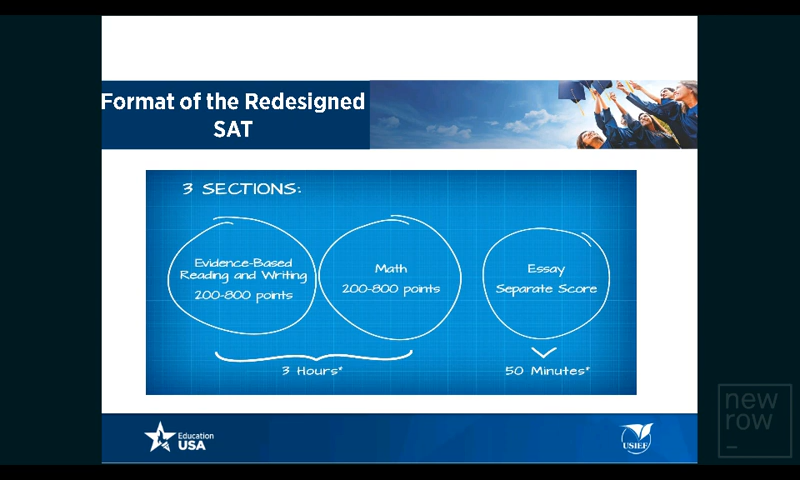 Format of the Redesigned
SAT
3 SECTIONS:
Evidence-Based
Reading and Writing
200-800 points
Math
200-800 points
Essay
Separate Score
3 Hours*
50 Minutes*
Education
USA
USIEF
new
row